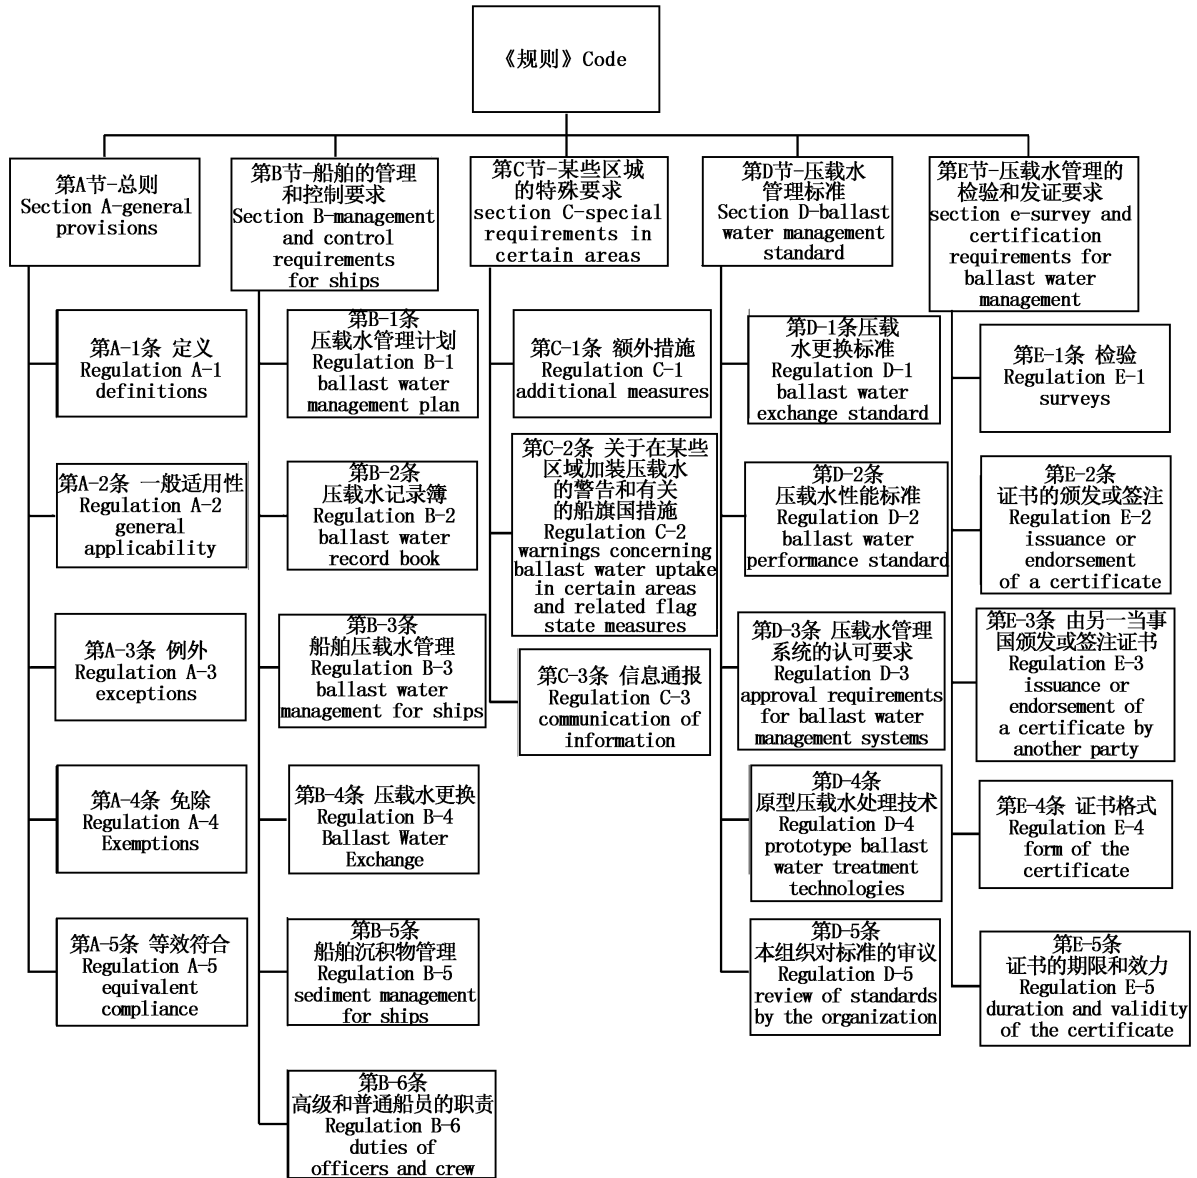 《规则》Code
第A节-总则
Section A-general
provisions
第A-1条 定义
Regulation A-1
definitions
第A-2条 一般适用性
Regulation A-2
general
applicability
第A-3条 例外
Regulation A-3
exceptions
第A-4条 免除
Regulation A-4
Exemptions
第A-5条 等效符合
Regulation A-5
equivalent
compliance
第B节-船舶的管理
和控制要求
Section B-management
and control
requirements
for ships
第B-1条
压载水管理计划
Regulation B-1
ballast water
management plan
第B-2条
压载水记录簿
Regulation B-2
ballast water
record book
第B-3条
船舶压载水管理
Regulation B-3
ballast water
management for ships
第B-4条 压载水更换
Regulation B-4
Ballast Water
Exchange
第B-5条
船舶沉积物管理
Regulation B-5
sediment management
for ships
第B-6条
高级和普通船员的职责
Regulation B-6
duties of
officers and crew
第C节-某些区域
的特殊要求
section C-special
requirements in
certain areas
第C-1条 额外措施
Regulation C-1
additional measures
第C-2条 关于在某些
区域加装压载水
的警告和有关
的船旗国措施
Regulation C-2
warnings concerning
ballast water uptake
in certain areas
and related flag
state measures
第C-3条 信息通报
Regulation C-3
communication of
information
第D节-压载水
管理标准
Section D-ballast
water management
standard
第D-1条压载
水更换标准
Regulation D-1
ballast water
exchange standard
第D-2条
压载水性能标准
Regulation D-2
ballast water
performance standard
第D-3条 压载水管理
系统的认可要求
Regulation D-3
approval requirements
for ballast water
management systems
第D-4条
原型压载水处理技术
Regulation D-4
prototype ballast
water treatment
technologies
第D-5条
本组织对标准的审议
Regulation D-5
review of standards
by the organization
第E节-压载水管理的
检验和发证要求
section e-survey and
certification
requirements for
ballast water
management
第E-1条 检验
Regulation E-1
surveys
第E-2条
证书的颁发或签注
Regulation E-2
issuance or
endorsement
of a certificate
第E-3条 由另一当事
国颁发或签注证书
Regulation E-3
issuance or
endorsement of
a certificate by
another party
第E-4条 证书格式
Regulation E-4
form of the
certificate
第E-5条
证书的期限和效力
Regulation E-5
duration and validity
of the certificate